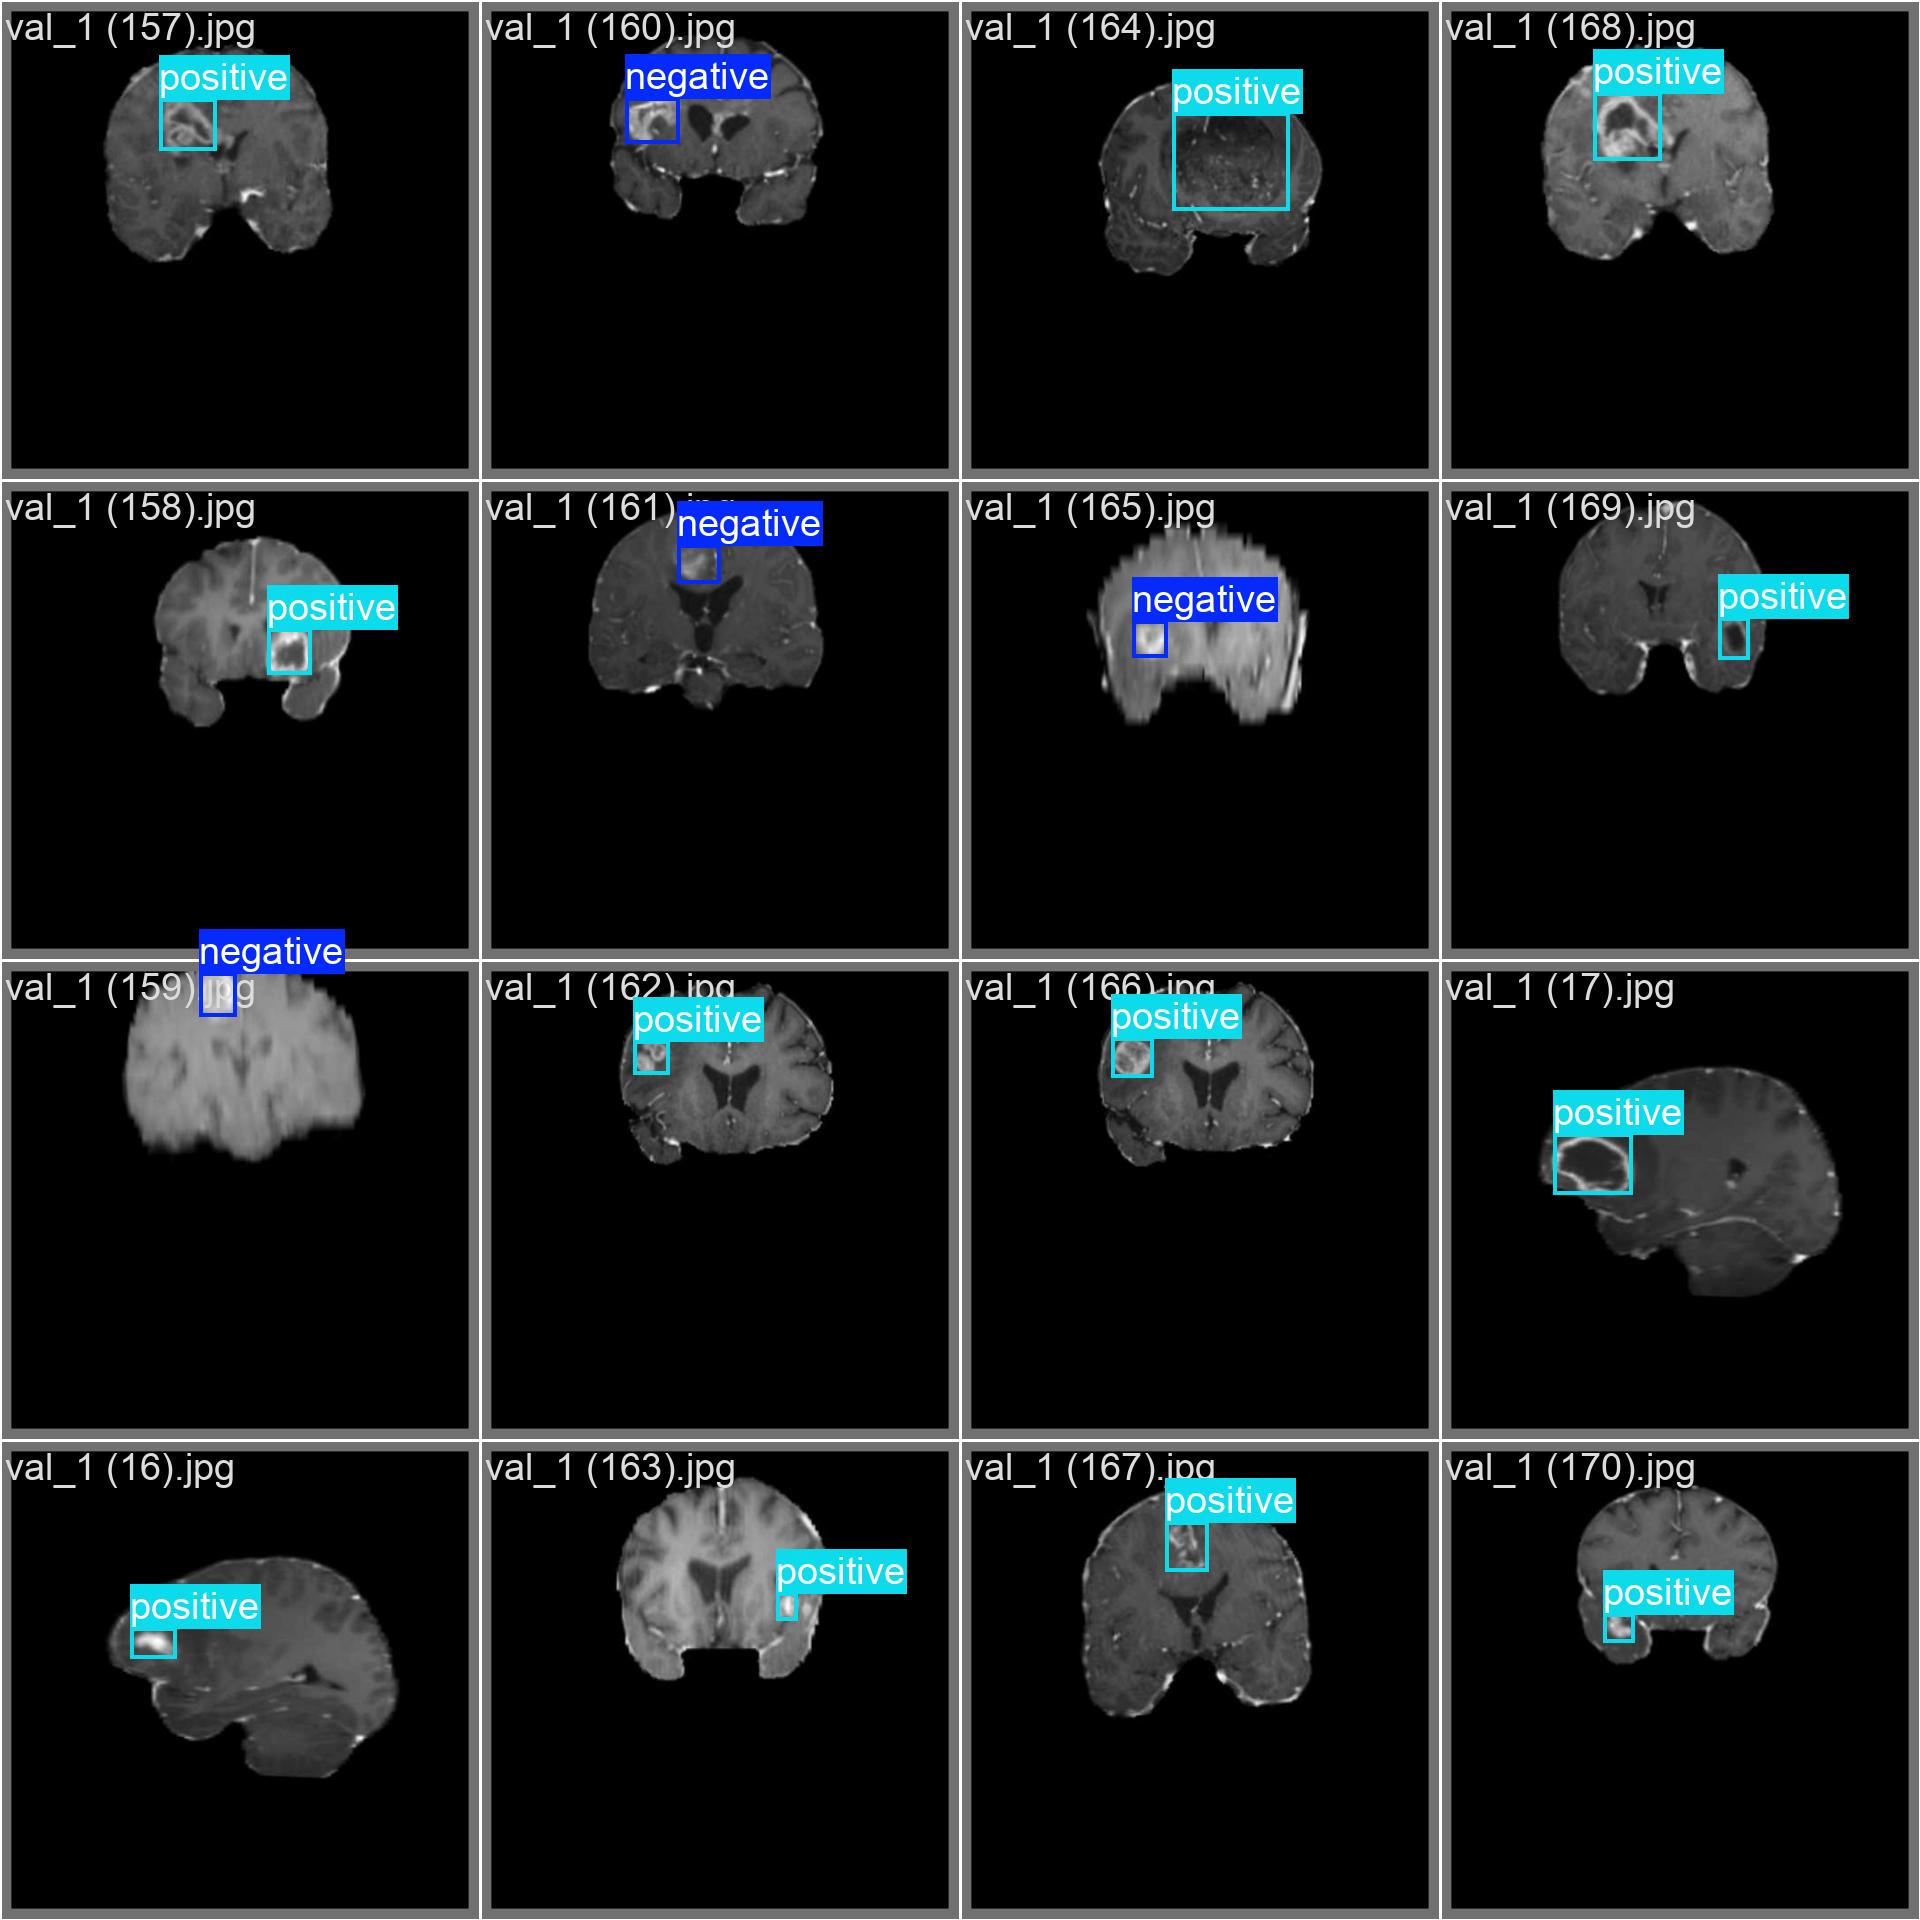 val_1 (157).jpg
positive
val_1 (160).jpg
negative
val_1 (164).jpg
positive
val_1 (168).jpg
positive
val_1 (158).jpg
positive
val_1 (161).jpg
negative
val_1 (165).jpg
negative
val_1 (169).jpg
positive
negative
val_1 (159).jpg
val_1 (162).jpg
positive
val_1 (166).jpg
positive
val_1 (17).jpg
positive
val_1 (16).jpg
positive
val_1 (163).jpg
positive
val_1 (167).jpg
positive
val_1 (170).jpg
positive